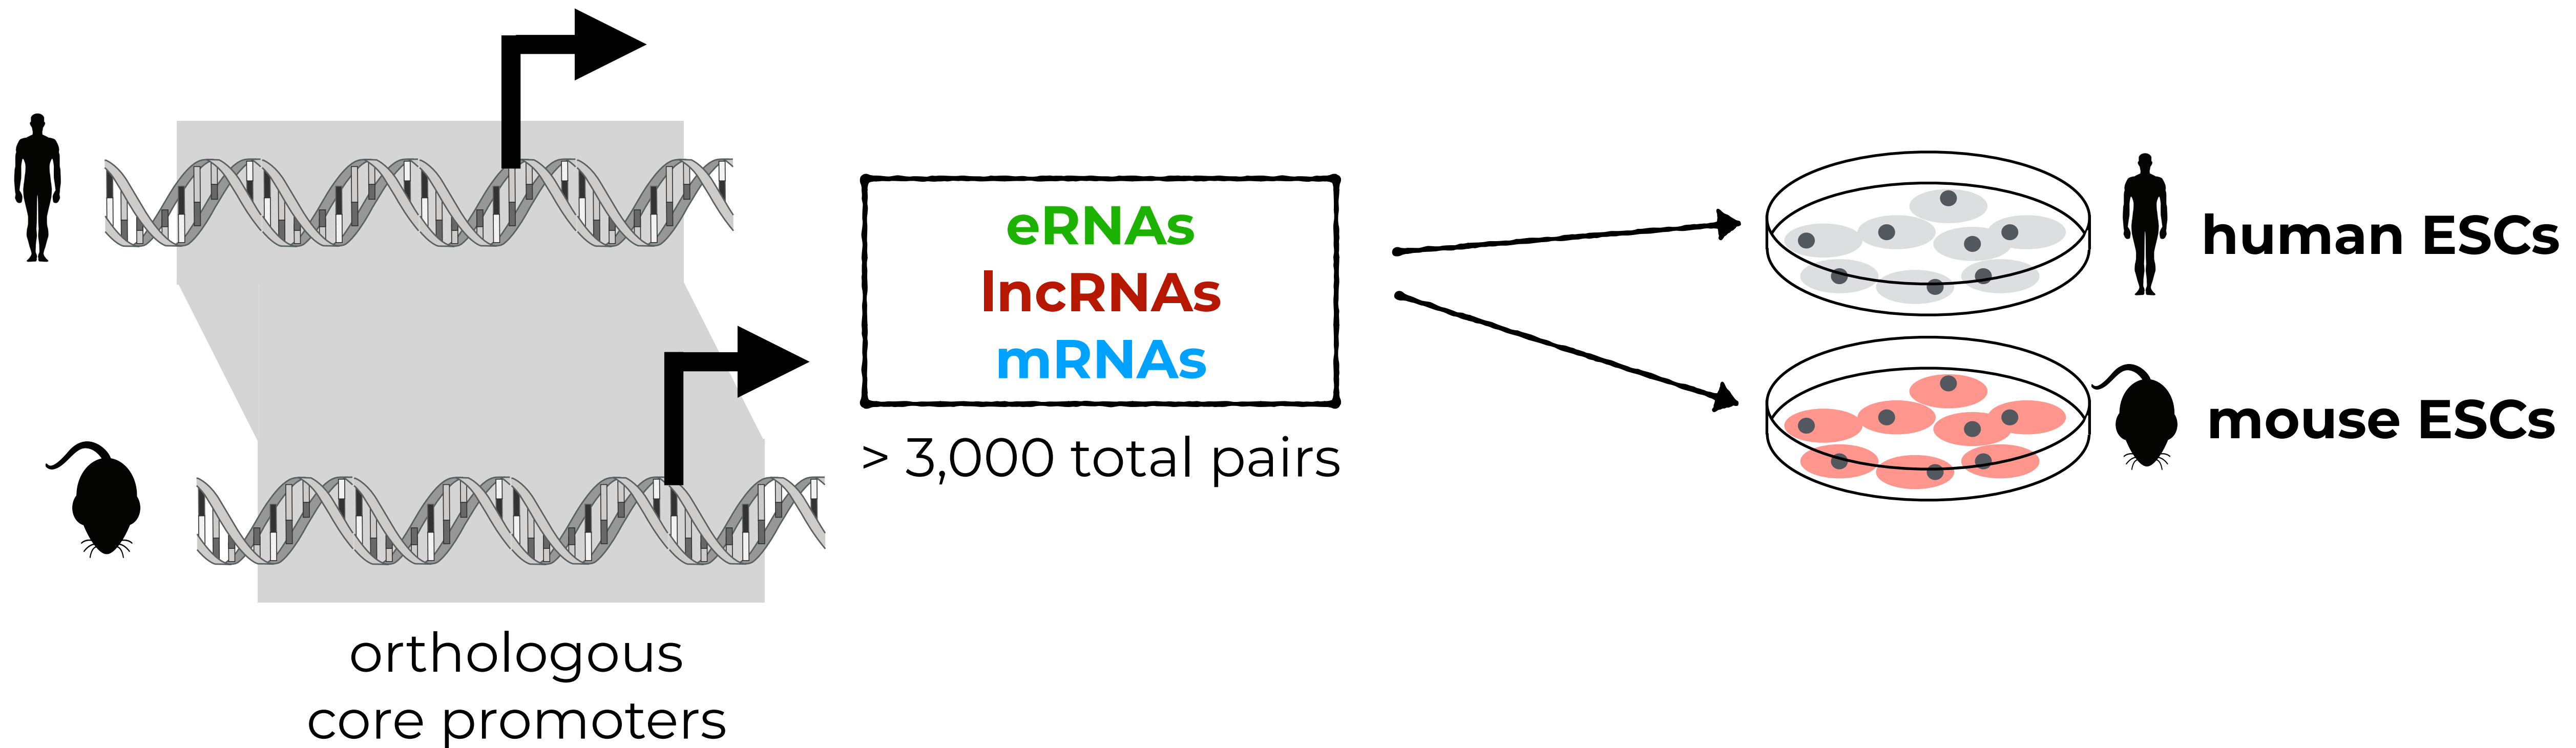 eRNAs
lncRNAs
mRNAs
> 3,000 total pairs
orthologous
core promoters
human ESCs
mouse ESCs